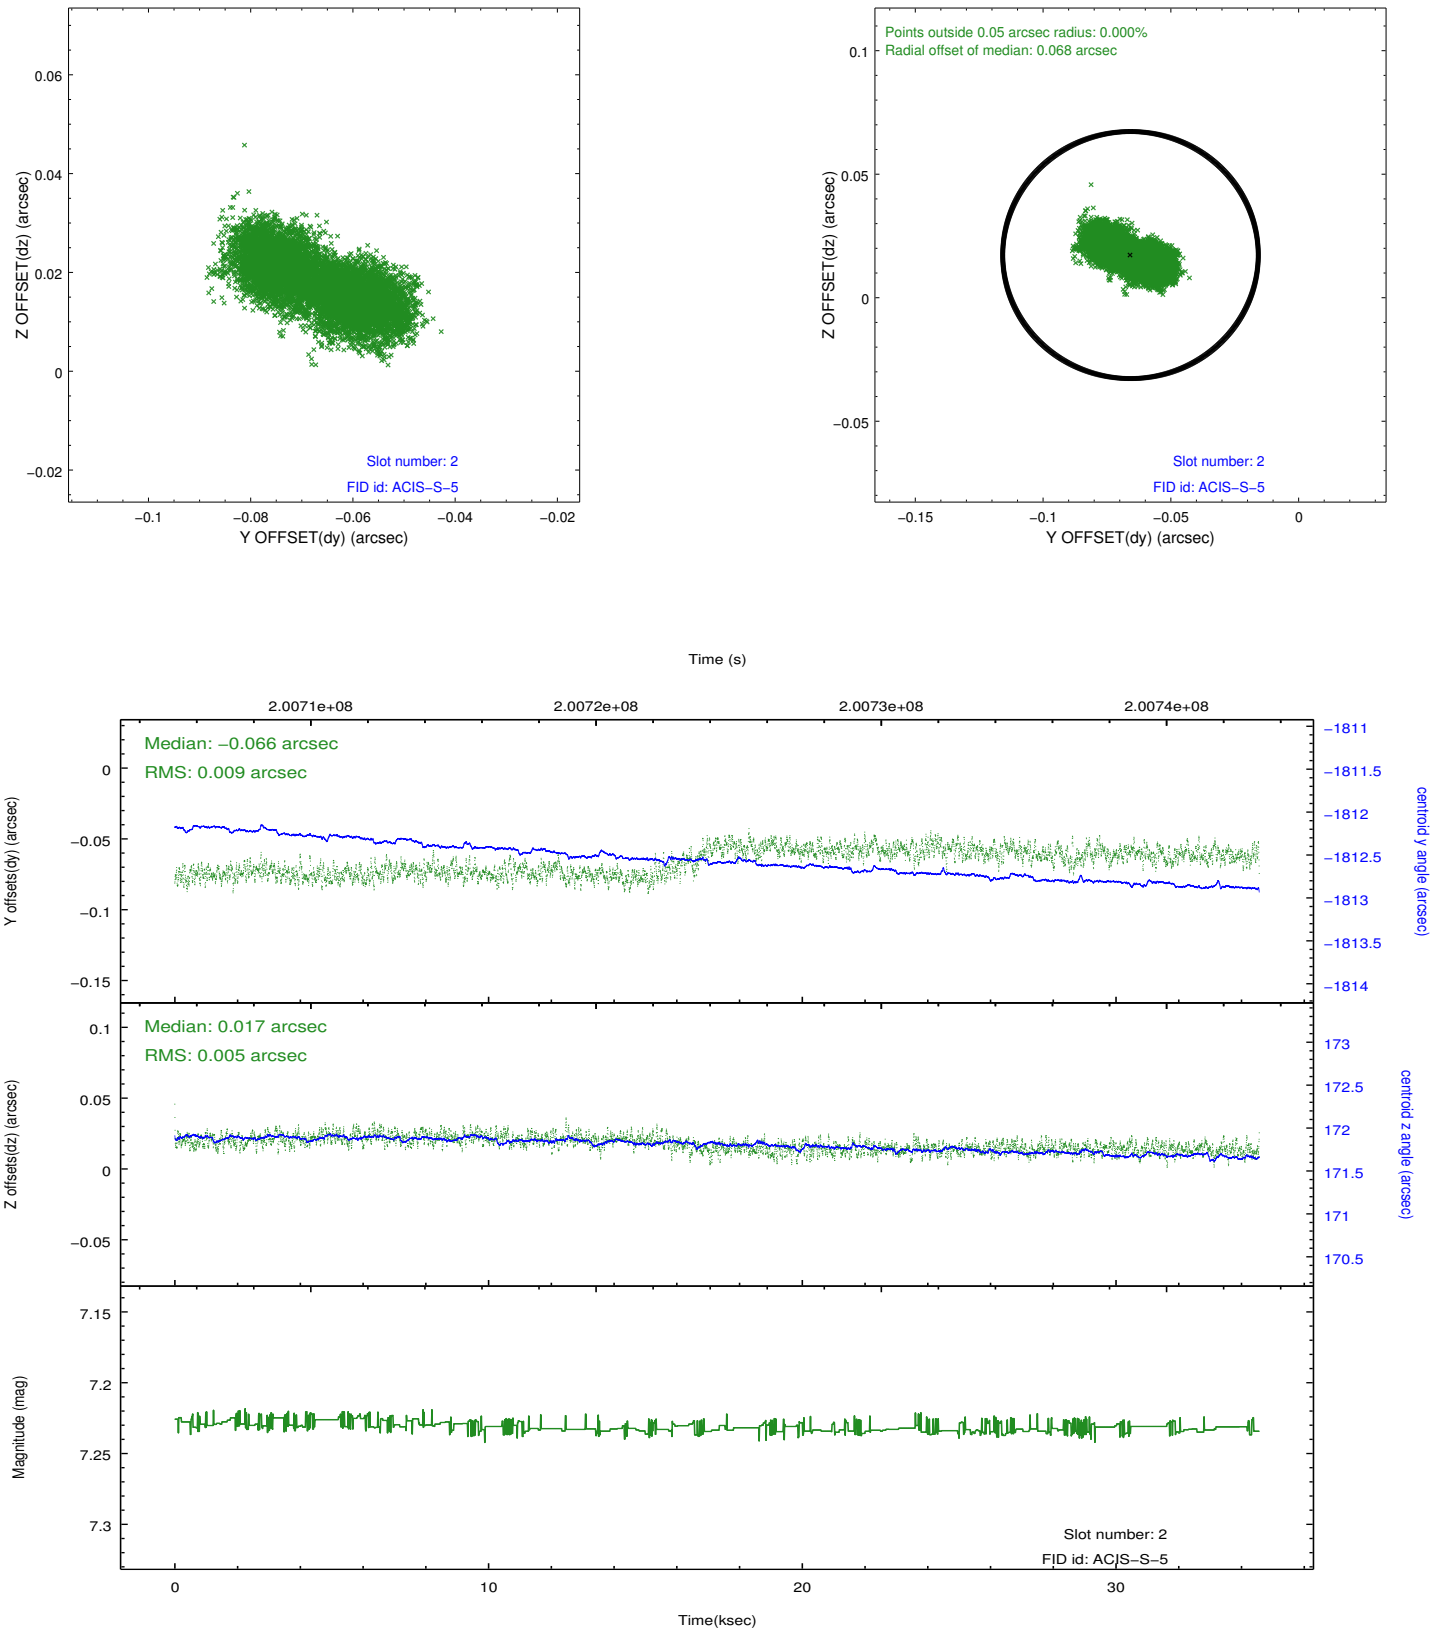 0.06
0.04
0.02
0
−0.02
Z OFFSET(dz) (arcsec)
−0.1
−0.08
−0.06
−0.04
−0.02
Y OFFSET(dy) (arcsec)
Slot number: 2
FID id: ACIS−S−5
Points outside 0.05 arcsec radius: 0.000%
Radial offset of median: 0.068 arcsec
0.1
0.05
0
−0.05
Z OFFSET(dz) (arcsec)
−0.15
−0.1
−0.05
0
Y OFFSET(dy) (arcsec)
Slot number: 2
FID id: ACIS−S−5
Time (s)
2.0071e+08
2.0072e+08
2.0073e+08
2.0074e+08
Median: −0.066 arcsec
RMS: 0.009 arcsec
0
−0.05
−0.1
−0.15
Y offsets(dy) (arcsec)
−1811
−1811.5
−1812
−1812.5
−1813
−1813.5
−1814
centroid y angle (arcsec)
Median: 0.017 arcsec
RMS: 0.005 arcsec
0.1
0.05
0
−0.05
Z offsets(dz) (arcsec)
173
172.5
172
171.5
171
170.5
centroid z angle (arcsec)
7.15
7.2
7.25
7.3
Magnitude (mag)
Slot number: 2
FID id: ACIS−S−5
0
10
20
30
Time(ksec)